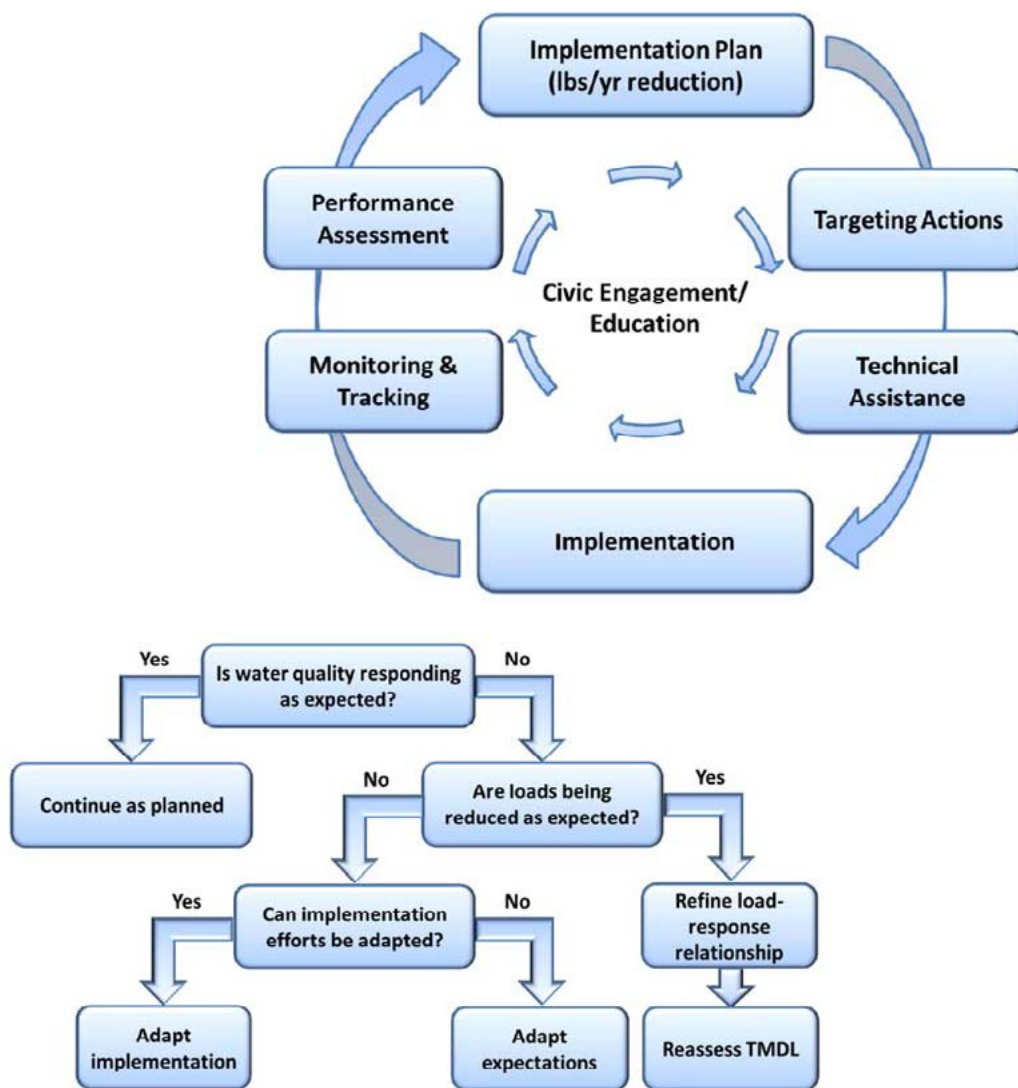 Implementation Plan
(lbs/yr reduction)
Performance
Assessment
Targeting Actions
Civic Engagement/
Education
Monitoring &
Tracking
Technical
Assistance
Implementation
Yes
Is water quality responding
as expected?
No
Continue as planned
No
Are loads being
reduced as expected?
Yes
Yes
Can implementation
efforts be adapted?
No
Refine load-
response
relationship
Adapt
implementation
Adapt
expectations
Reassess TMDL